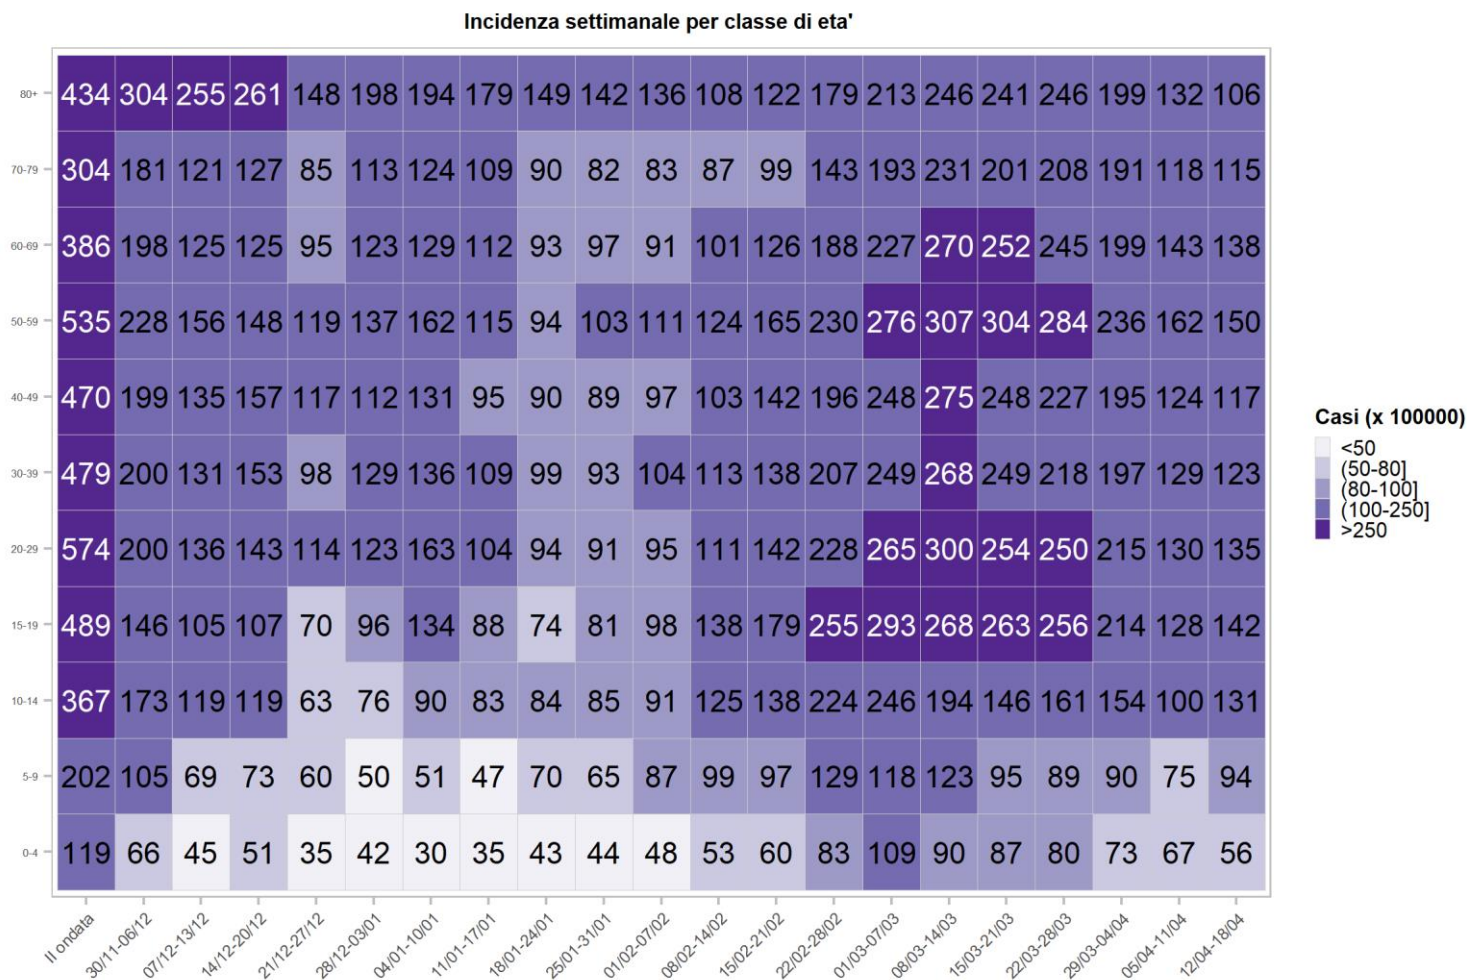 Incidenza settimanale per classe di eta'
80+ 434 304 255 261 148 198 194 179 149 142 136 108 122 179 213 246 241 246 199 132 106
70-79 304 181 121 127 85 113 124 109 90 82 83 87 99 143 193 231 201 208 191 118 115
60-69 386 198 125 125 95 123 129 112 93 97 91 101 126 188 227 270 252 245 199 143 138
50-59 535 228 156 148 119 137 162 115 94 103 111 124 165 230 276 307 304 284 236 162 150
40-49 470 199 135 157 117 112 131 95 90 89 97 103 142 196 248 275 248 227 195 124 117
30-39 479 200 131 153 98 129 136 109 99 93 104 113 138 207 249 268 249 218 197 129 123
20-29 574 200 136 143 114 123 163 104 94 91 95 111 142 228 265 300 254 250 215 130 135
15-19 489 146 105 107 70 96 134 88 74 81 98 138 179 255 293 268 263 256 214 128 142
10-14 367 173 119 119 63 76 90 83 84 85 91 125 138 224 246 194 146 161 154 100 131
5-9 202 105 69 73 60 50 51 47 70 65 87 99 97 129 118 123 95 89 90 75 94
0-4 119 66 45 51 35 42 30 35 43 44 48 53 60 83 109 90 87 80 73 67 56
II ondata 30/11-06/12 07/12-13/12 14/12-20/12 21/12-27/12 28/12-03/01 04/01-10/01 11/01-17/01 18/01-24/01 25/01-31/01 01/02-07/02 08/02-14/02 15/02-21/02 22/02-28/02 01/03-07/03 08/03-14/03 15/03-21/03 22/03-28/03 29/03-04/04 05/04-11/04 12/04-18/04
Casi (x 100000)
<50
(50-80]
(80-100]
(100-250]
>250